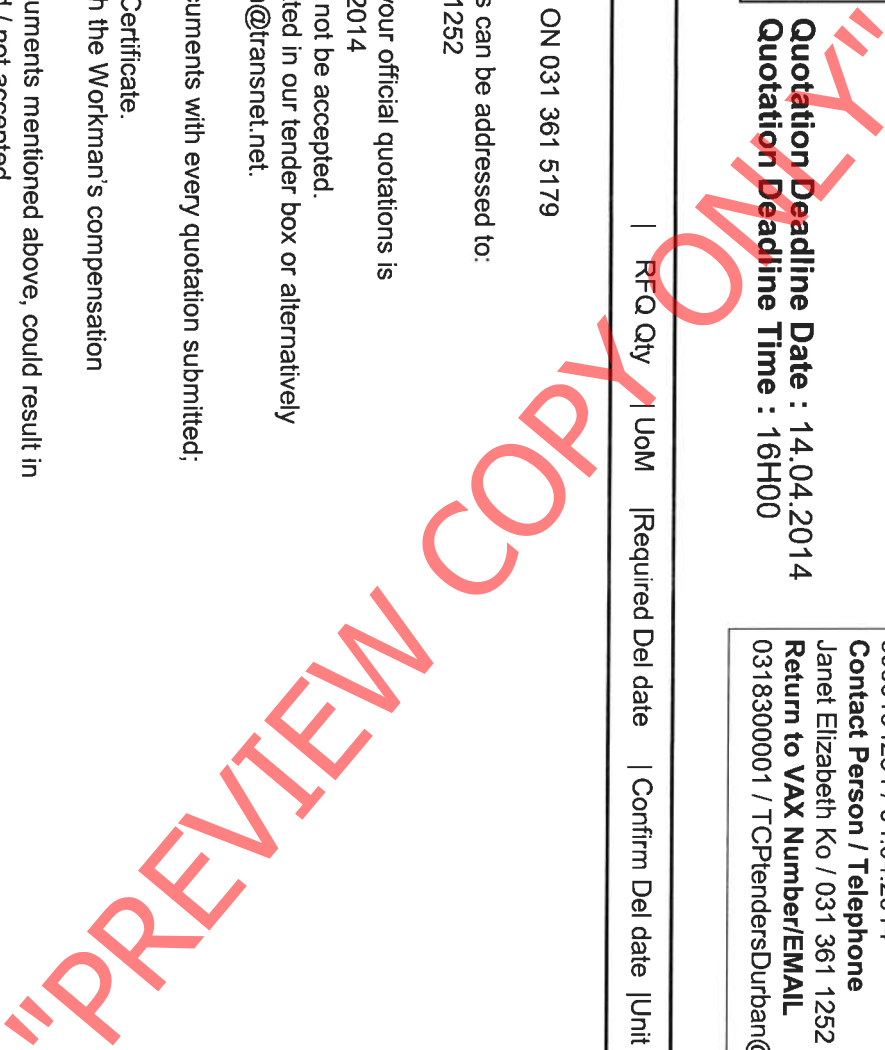 Quotation Deadline Date : 14.04.2014
Quotation Deadline Time : 16H00
Contact Person / Telephone
Janet Elizabeth Ko / 031 361 1252
Return to VAX Number/EMAIL
0318300001 / TCPtendersDurban@
| RFQ Qty | UoM |Required Del date | Confirm Del date |Unit
ON 031 361 5179
s can be addressed to:
1252
our official quotations is
2014
not be accepted.
ted in our tender box or alternatively
@transnet.net.
uments with every quotation submitted;
Certificate.
h the Workman's compensation
uments mentioned above, could result in
/ not accepted
"PREVIEW COPY ONLY"